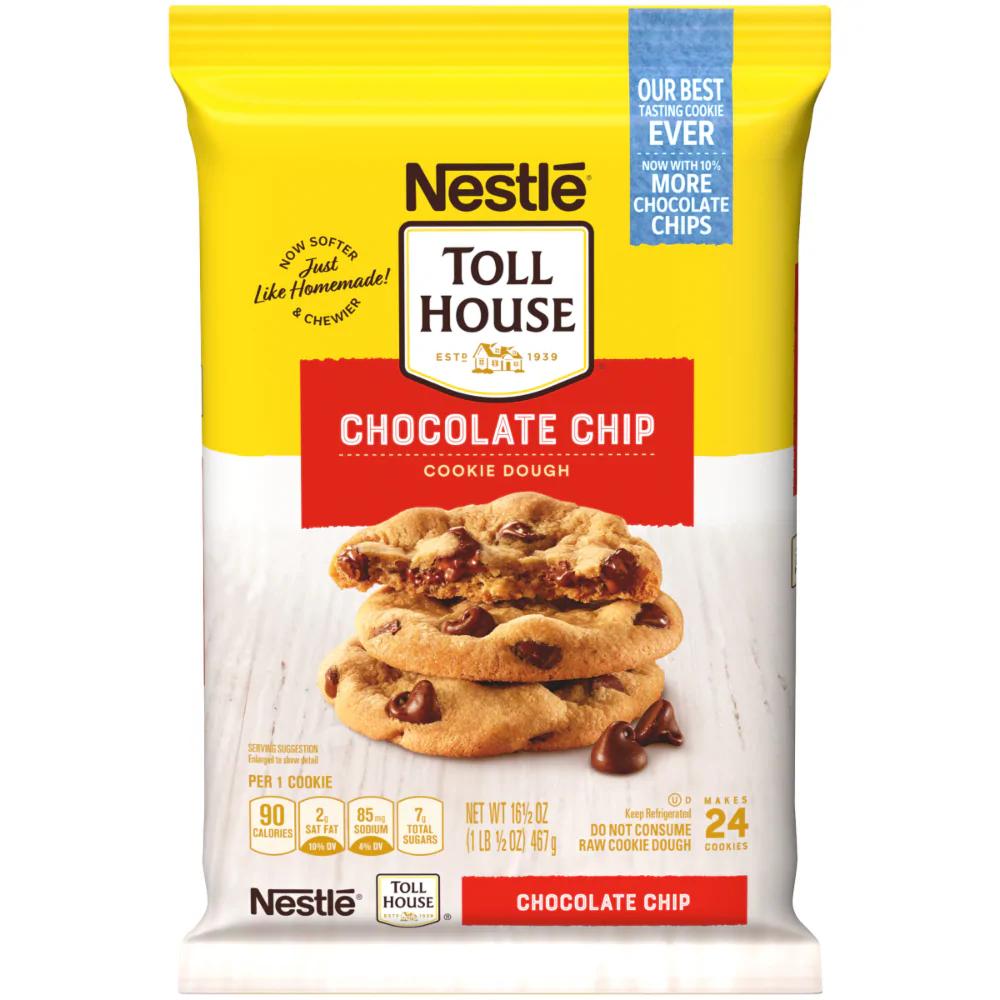 OUR BEST
TASTING COOKIE
EVER
NOW WITH 10%
MORE
CHOCOLATE
CHIPS
Nestlé®
NOW SOFTER
Just
Like Homemade!
& CHEWIER
TOLL
HOUSE
ESTD 1939
CHOCOLATE CHIP
COOKIE DOUGH
SERVING SUGGESTION
Enlarged to show detail
PER 1 COOKIE
90
CALORIES
2g
SAT FAT
10% DV
85mg
SODIUM
4% DV
7g
TOTAL
SUGARS
NET WT 16½ OZ
(1 LB ½ OZ) 467g
Ⓤ D
Keep Refrigerated
DO NOT CONSUME
RAW COOKIE DOUGH
MAKES
24
COOKIES
Nestlé®
TOLL
HOUSE
ESTD 1939
®
CHOCOLATE CHIP